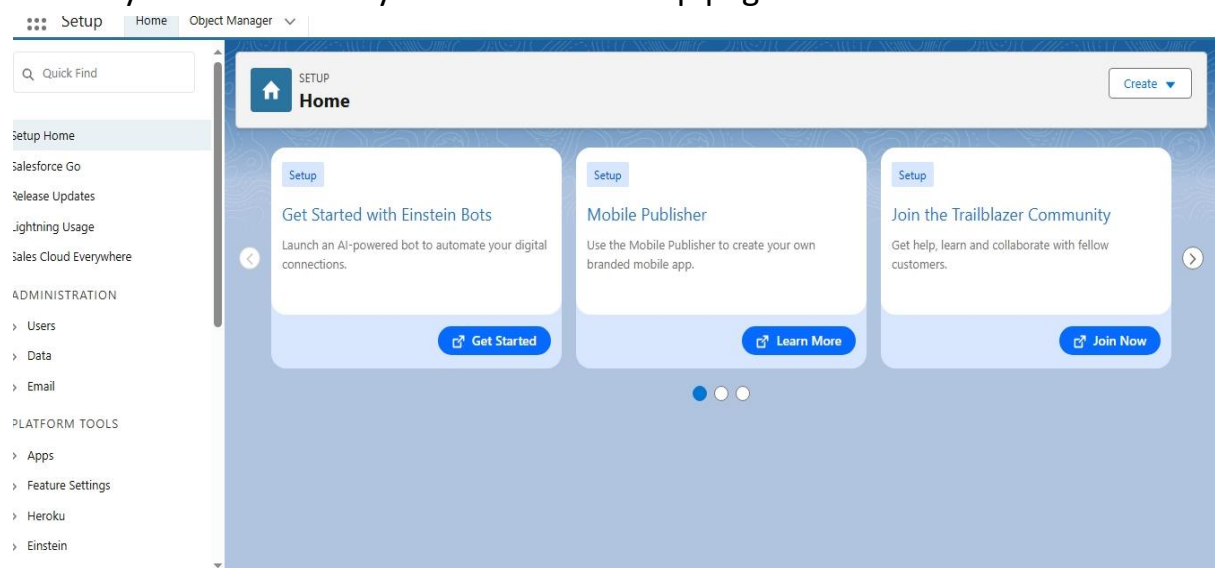 Setup Home Object Manager
Quick Find
SETUP
Home
Create
Setup Home
Salesforce Go
Release Updates
Lightning Usage
Sales Cloud Everywhere
ADMINISTRATION
Users
Data
Email
PLATFORM TOOLS
Apps
Feature Settings
Heroku
Einstein
Setup
Get Started with Einstein Bots
Launch an AI-powered bot to automate your digital
connections.
Get Started
Setup
Mobile Publisher
Use the Mobile Publisher to create your own
branded mobile app.
Learn More
Setup
Join the Trailblazer Community
Get help, learn and collaborate with fellow
customers.
Join Now